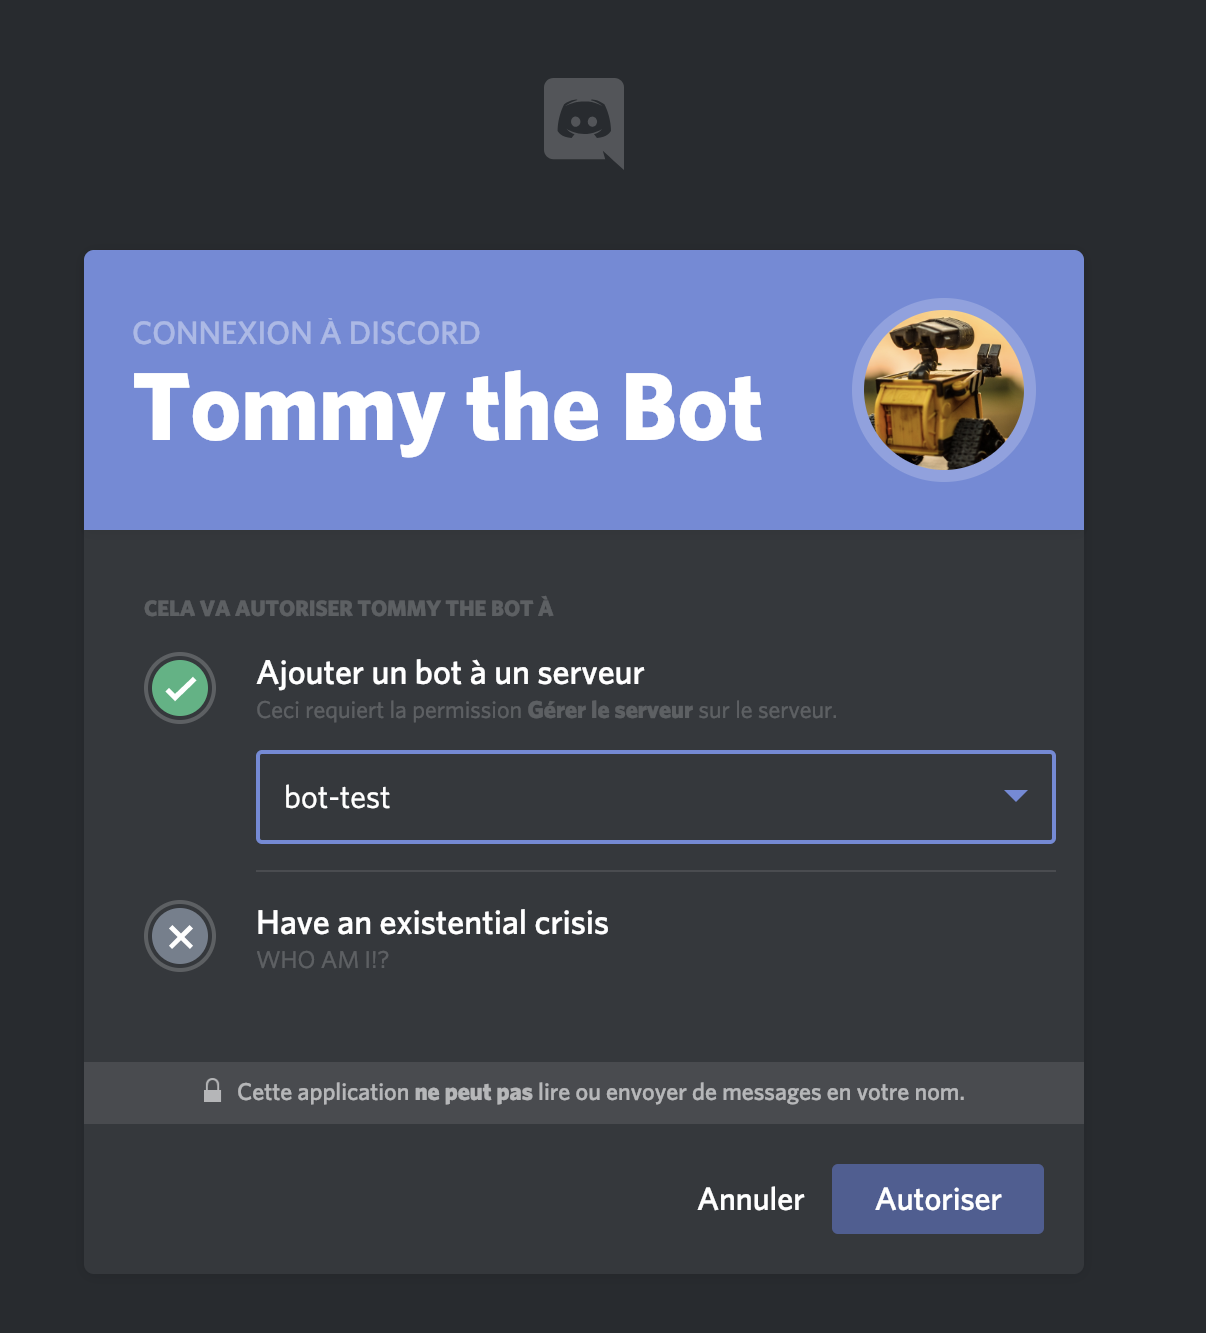 CONNEXION À DISCORD
Tommy the Bot
CELA VA AUTORISER TOMMY THE BOT À
Ajouter un bot à un serveur
Ceci requiert la permission Gérer le serveur sur le serveur.
bot-test
Have an existential crisis
WHO AM I!?
Cette application ne peut pas lire ou envoyer de messages en votre nom.
Annuler
Autoriser